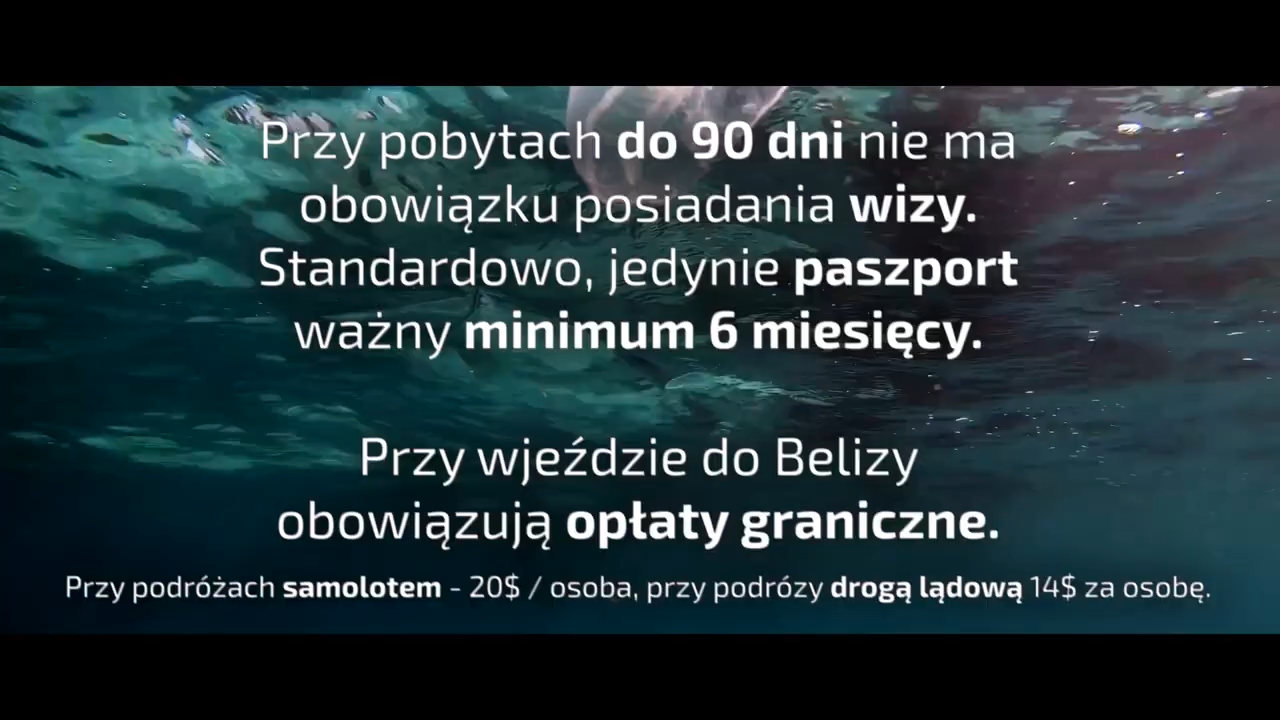 Przy pobytach do 90 dni nie ma
obowiązku posiadania wizy.
Standardowo, jedynie paszport
ważny minimum 6 miesięcy.
Przy wjeździe do Belizy
obowiązują opłaty graniczne.
Przy podróżach samolotem - 20$ / osoba, przy podrózy drogą lądową 14$ za osobę.